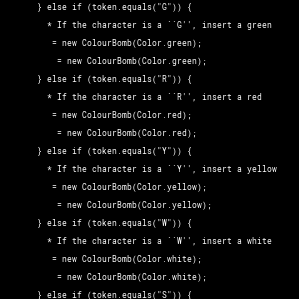 } else if (token.equals("G")) {
* If the character is a ``G'', insert a green
= new ColourBomb(Color.green);
= new ColourBomb(Color.green);
} else if (token.equals("R")) {
* If the character is a ``R'', insert a red
= new ColourBomb(Color.red);
= new ColourBomb(Color.red);
} else if (token.equals("Y")) {
* If the character is a ``Y'', insert a yellow
= new ColourBomb(Color.yellow);
= new ColourBomb(Color.yellow);
} else if (token.equals("W")) {
* If the character is a ``W'', insert a white
= new ColourBomb(Color.white);
= new ColourBomb(Color.white);
} else if (token.equals("S")) {